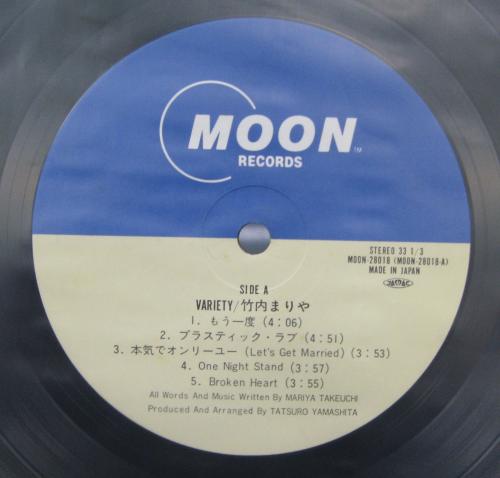 MOON TM
RECORDS
STEREO 33 1/3
MOON-28018 (MOON-28018-A)
MADE IN JAPAN
SIDE A
VARIETY/竹内まりや
1. もう一度 (4:06)
2. プラスティック・ラブ (4:51)
3. 本気でオンリーユー (Let's Get Married) (3:53)
4. One Night Stand (3:57)
5. Broken Heart (3:55)
All Words And Music Written By MARIYA TAKEUCHI
Produced And Arranged By TATSURO YAMASHITA